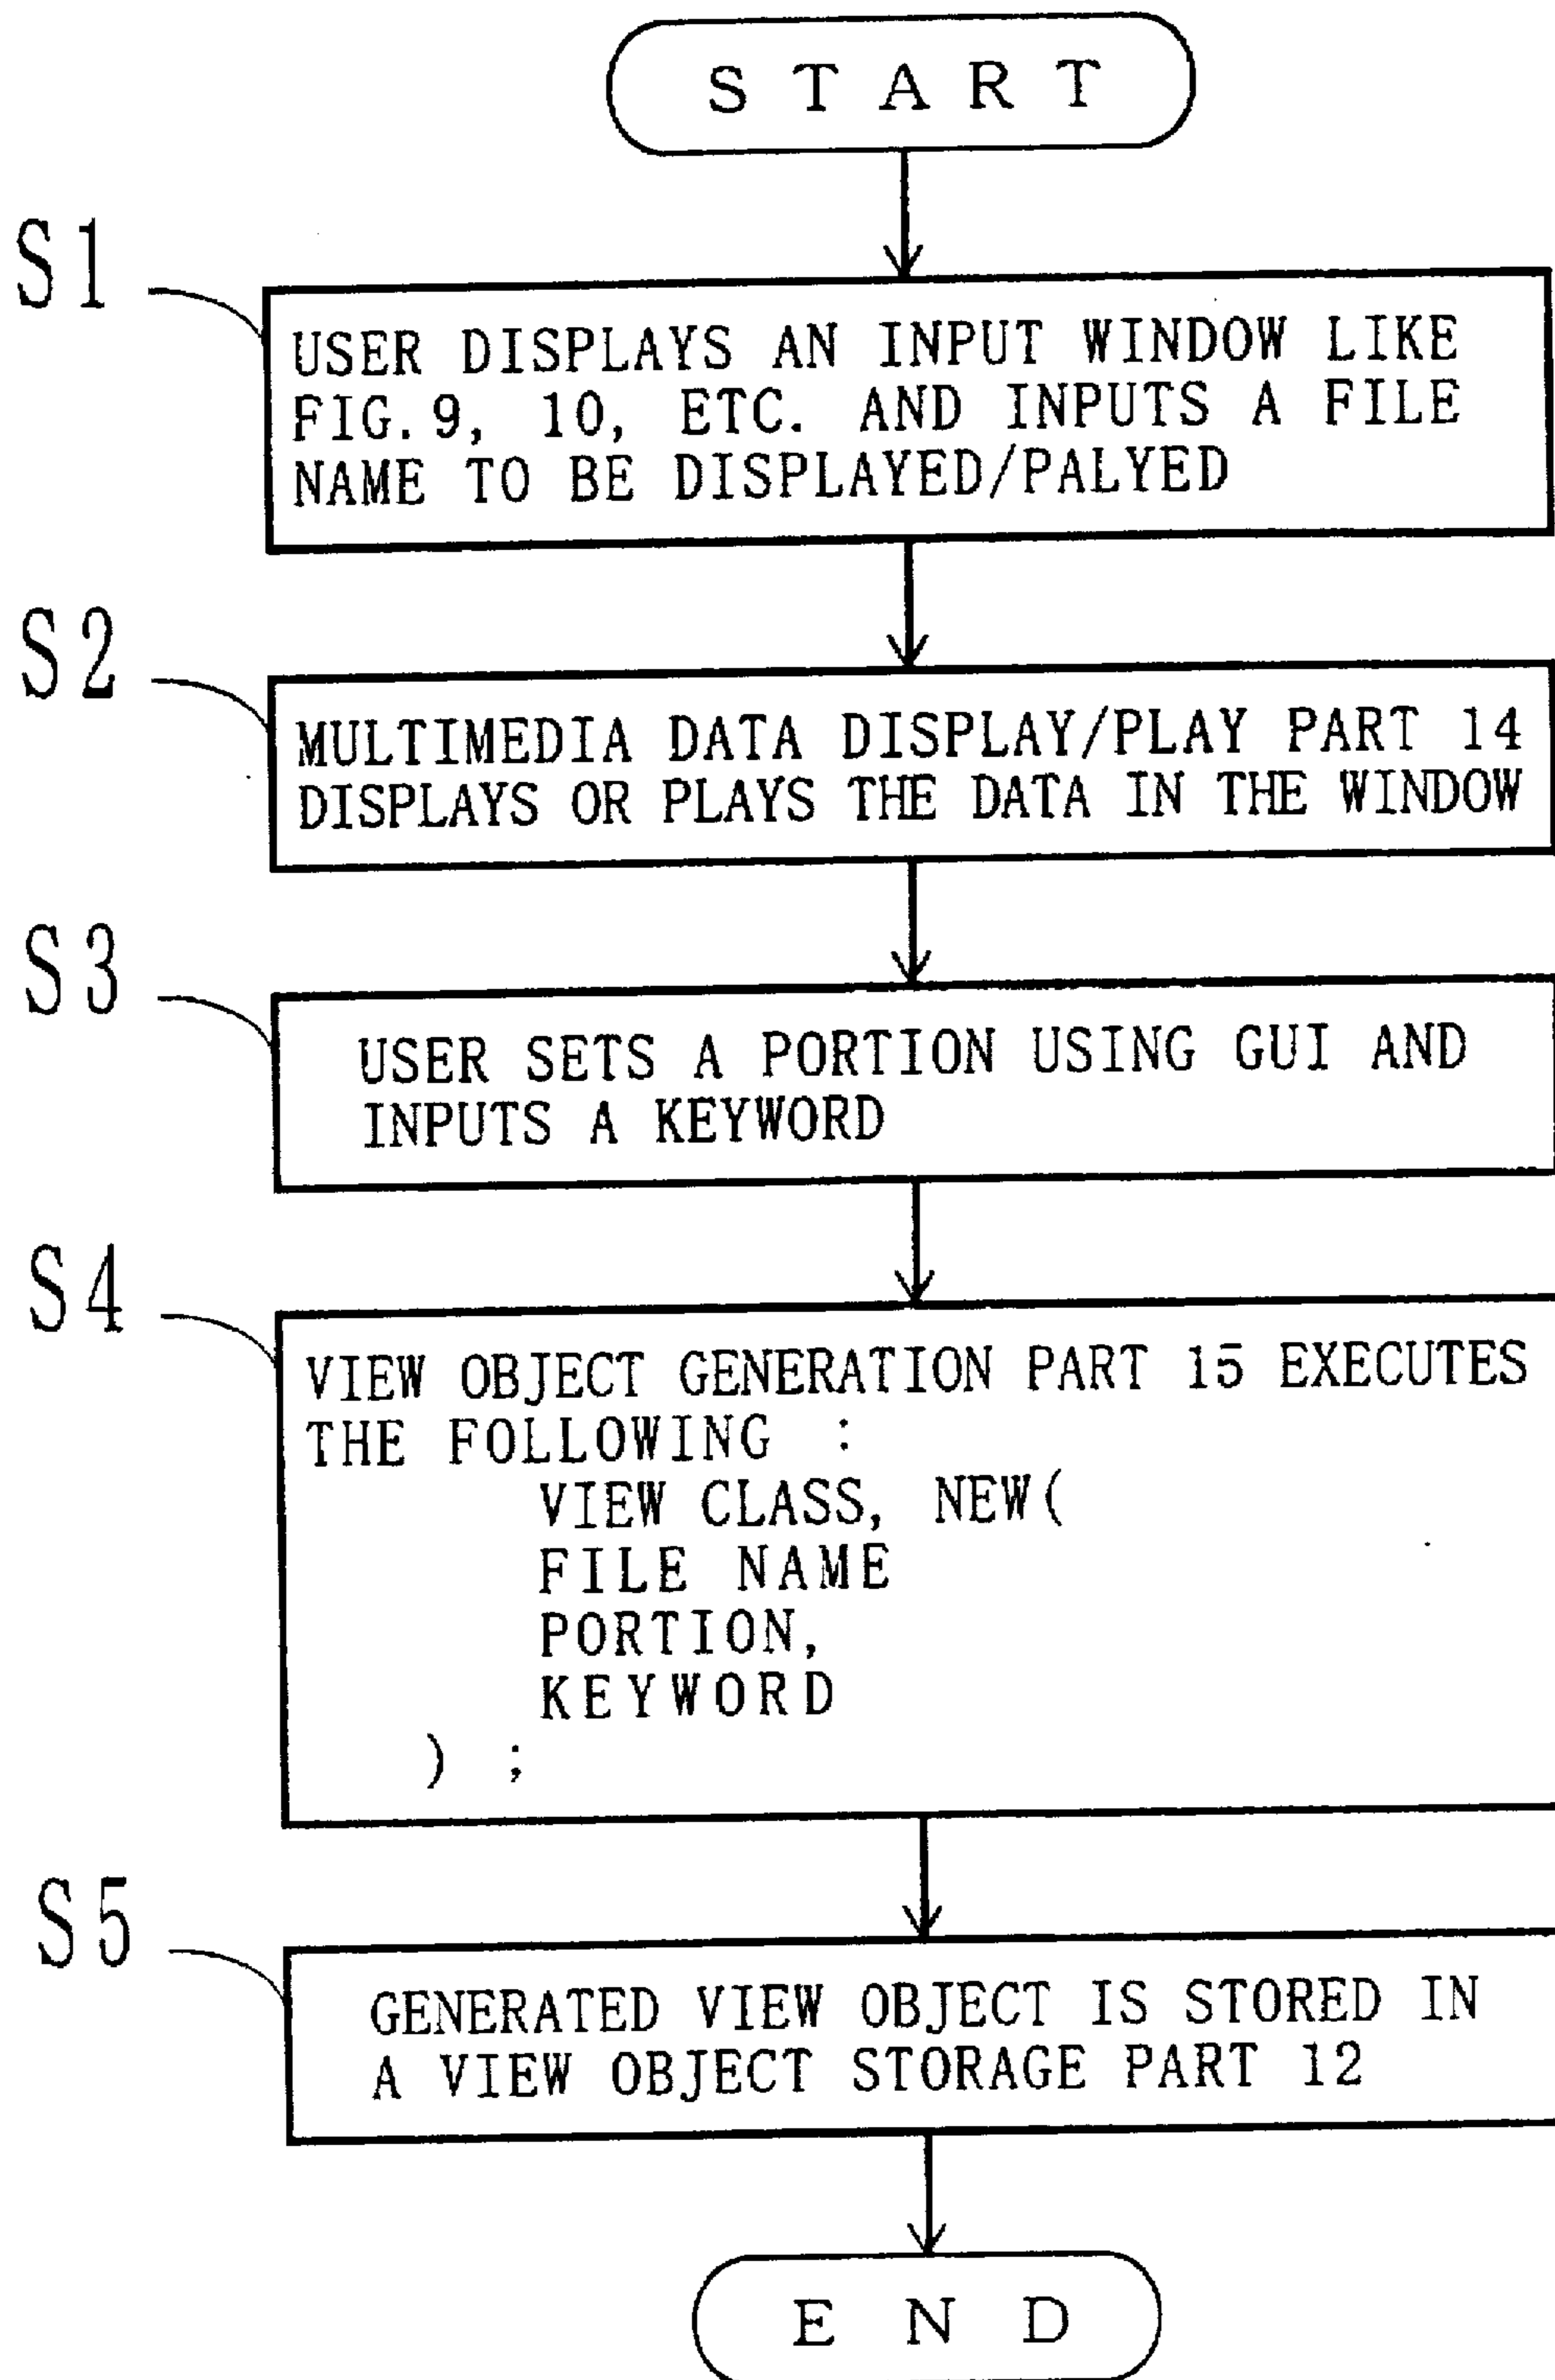 START
S1
USER DISPLAYS AN INPUT WINDOW LIKE
FIG.9, 10, ETC. AND INPUTS A FILE
NAME TO BE DISPLAYED/PALYED
S2
MULTIMEDIA DATA DISPLAY/PLAY PART 14
DISPLAYS OR PLAYS THE DATA IN THE WINDOW
S3
USER SETS A PORTION USING GUI AND
INPUTS A KEYWORD
S4
VIEW OBJECT GENERATION PART 15 EXECUTES
THE FOLLOWING :
VIEW CLASS, NEW(
FILE NAME
PORTION,
KEYWORD
) ;
S5
GENERATED VIEW OBJECT IS STORED IN
A VIEW OBJECT STORAGE PART 12
END